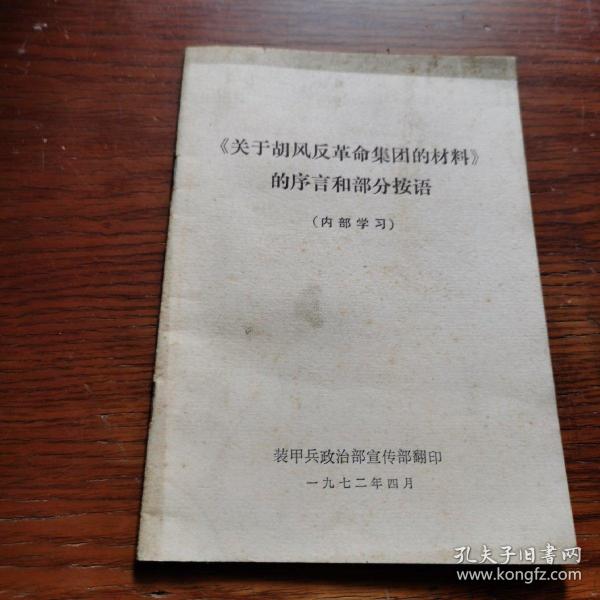 《关于胡风反革命集团的材料》
的序言和部分按语
（内部学习）
装甲兵政治部宣传部翻印
一九七二年四月
孔夫子旧书网
www.kongfz.com